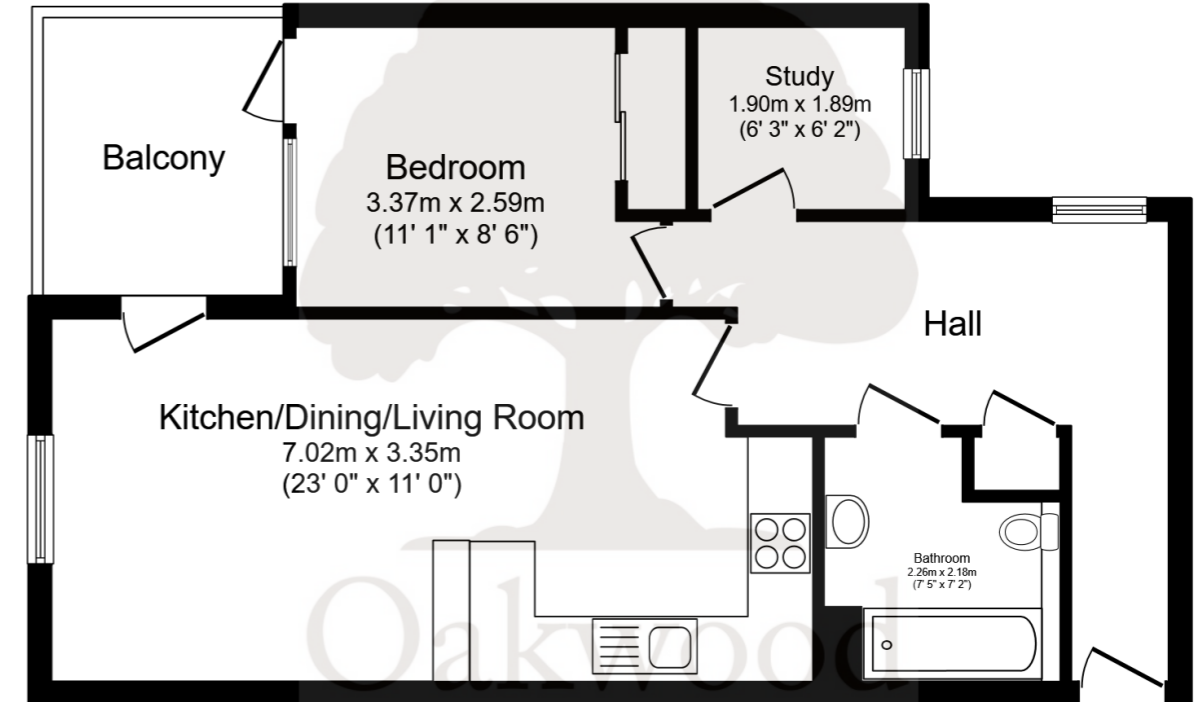 Study
1.90m x 1.89m
(6' 3" x 6' 2")
Balcony
Bedroom
3.37m x 2.59m
(11' 1" x 8' 6")
Hall
Kitchen/Dining/Living Room
7.02m x 3.35m
(23' 0" x 11' 0")
Bathroom
2.26m x 2.18m
(7' 5" x 7' 2")
Oakwood